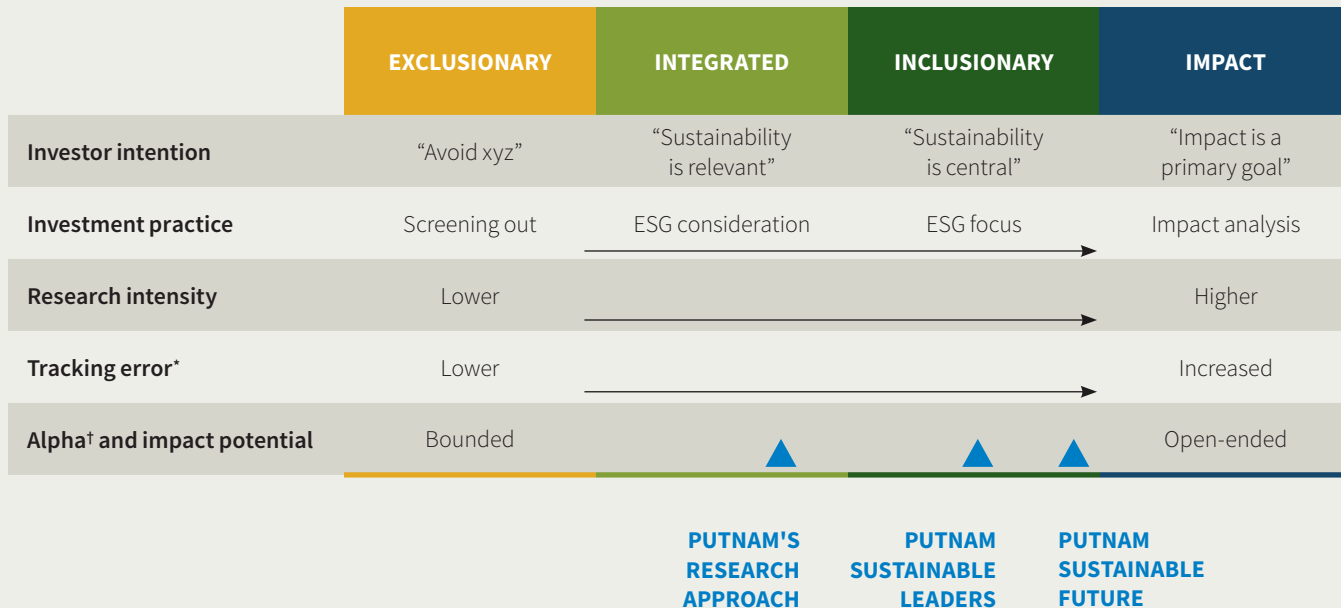 EXCLUSIONARY INTEGRATED INCLUSIONARY IMPACT
Investor intention “Avoid xyz” “Sustainability is relevant” “Sustainability is central” “Impact is a primary goal”
Investment practice Screening out ESG consideration ESG focus Impact analysis
Research intensity Lower Higher
Tracking error* Lower Increased
Alpha† and impact potential Bounded Open-ended
PUTNAM'S
RESEARCH
APPROACH
PUTNAM
SUSTAINABLE
LEADERS
PUTNAM
SUSTAINABLE
FUTURE